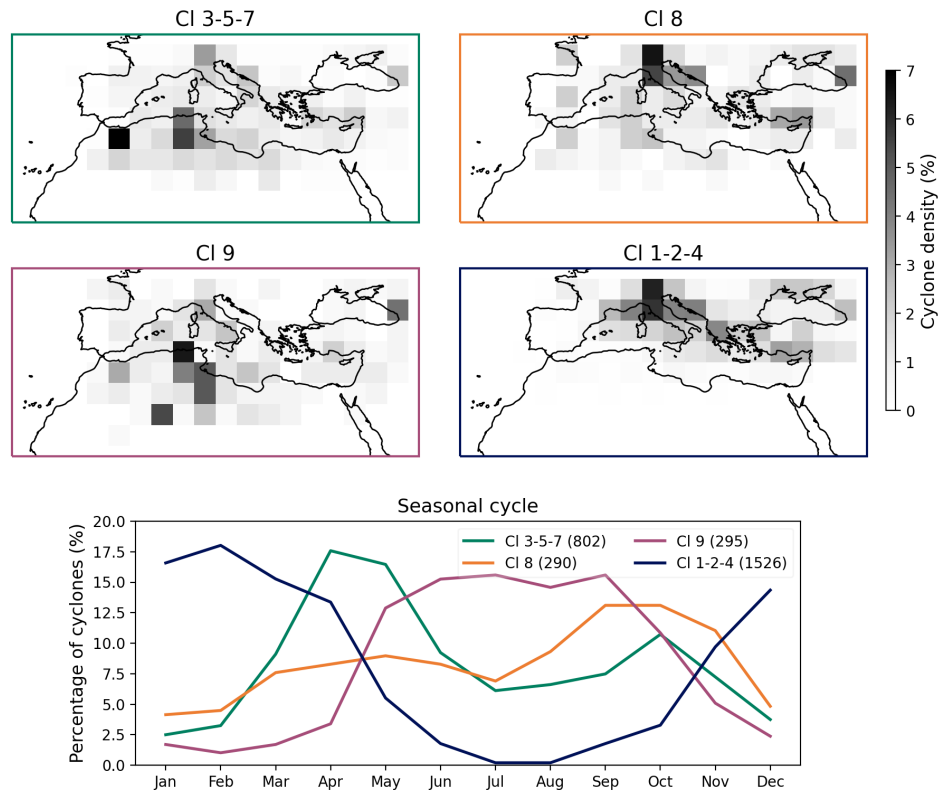 Cl 3-5-7
Cl 8
Cl 9
Cl 1-2-4
7
6
5
4
3
2
1
0
Cyclone density (%)
Seasonal cycle
Percentage of cyclones (%)
20.0
17.5
15.0
12.5
10.0
7.5
5.0
2.5
0.0
Cl 3-5-7 (802)
Cl 8 (290)
Cl 9 (295)
Cl 1-2-4 (1526)
Jan Feb Mar Apr May Jun Jul Aug Sep Oct Nov Dec